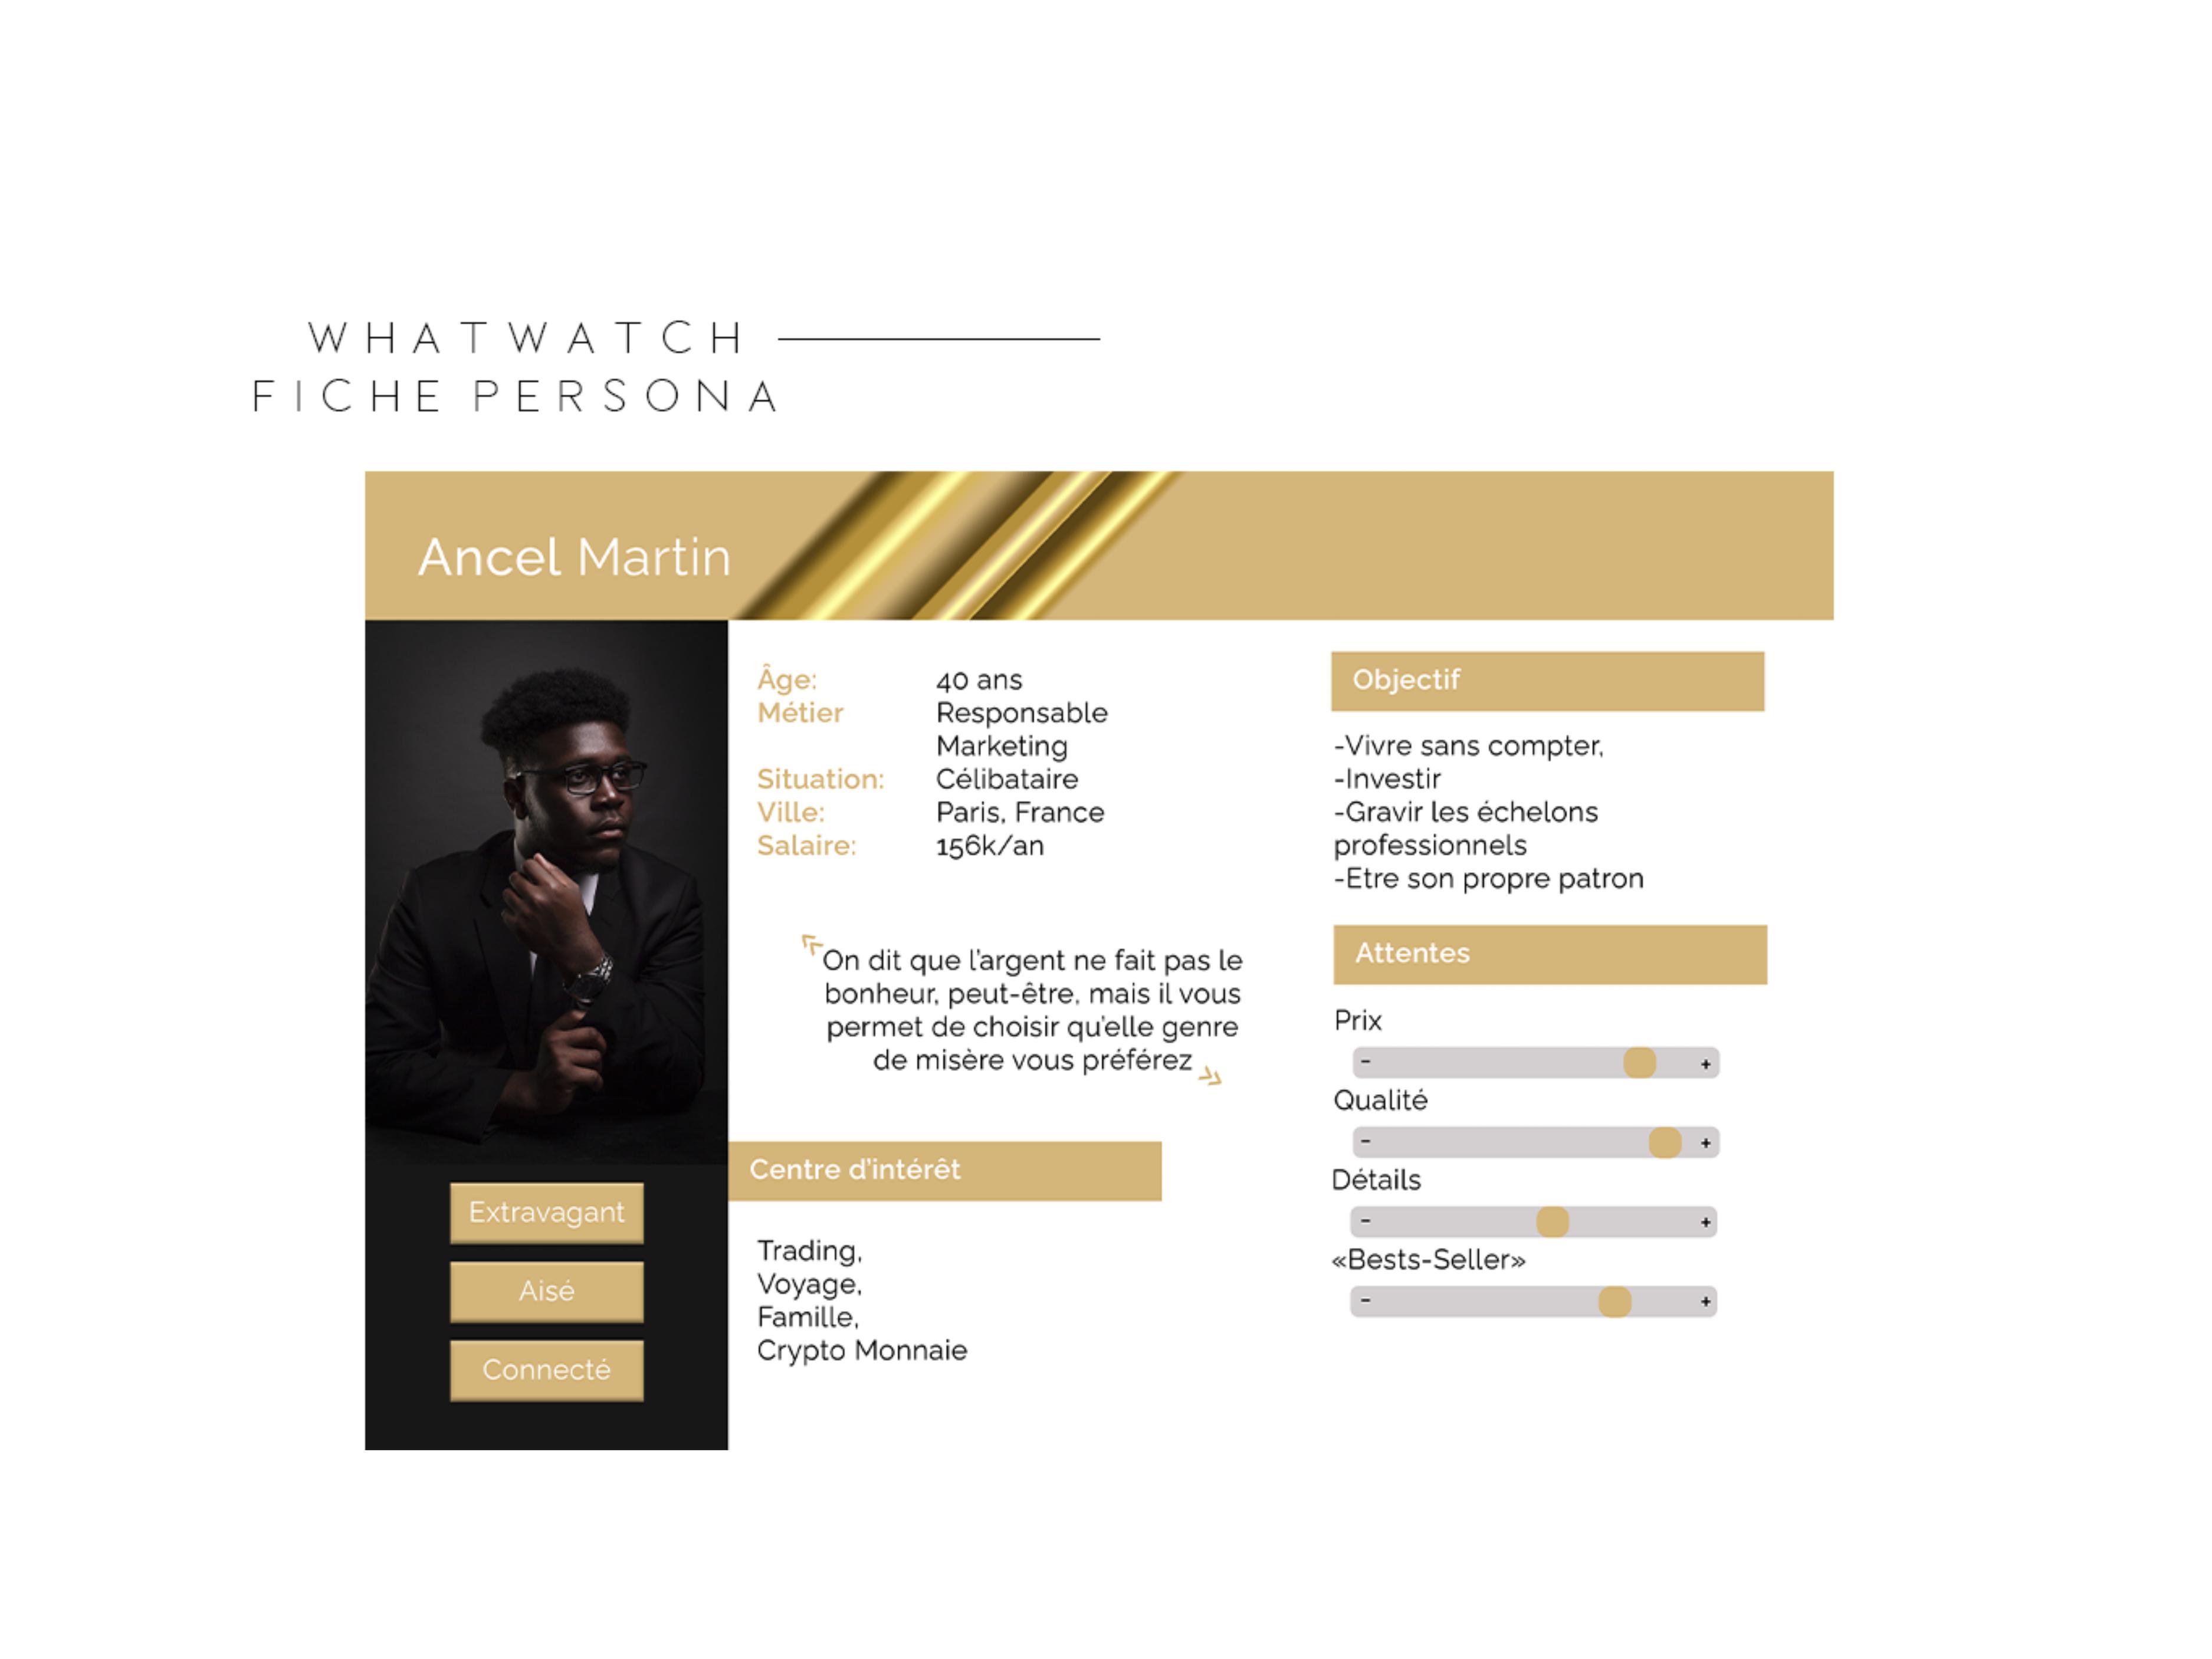 WHATWATCH
FICHE PERSONA
Ancel Martin
Âge: 40 ans
Métier Responsable
Marketing
Situation: Célibataire
Ville: Paris, France
Salaire: 156k/an
« On dit que l'argent ne fait pas le
bonheur, peut-être, mais il vous
permet de choisir qu'elle genre
de misère vous préférez »
Centre d'intérêt
Trading,
Voyage,
Famille,
Crypto Monnaie
Extravagant
Aisé
Connecté
Objectif
-Vivre sans compter,
-Investir
-Gravir les échelons
professionnels
-Etre son propre patron
Attentes
Prix
- +
Qualité
- +
Détails
- +
«Bests-Seller»
- +